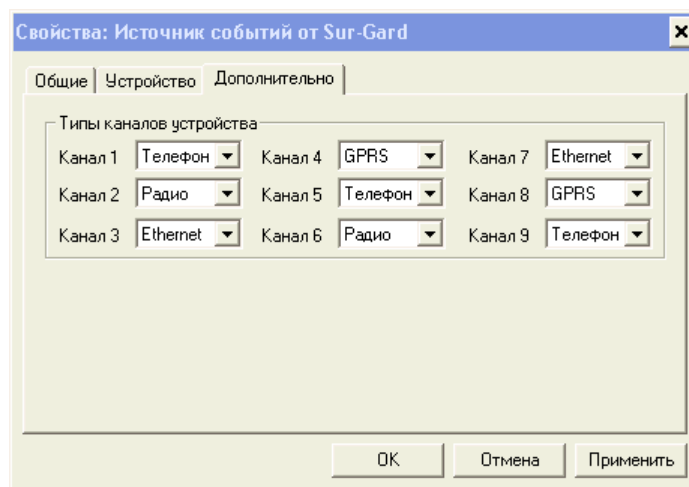 Свойства: Источник событий от Sur-Gard
Общие Устройство Дополнительно
Типы каналов устройства
Канал 1 Телефон Канал 4 GPRS Канал 7 Ethernet
Канал 2 Радио Канал 5 Телефон Канал 8 GPRS
Канал 3 Ethernet Канал 6 Радио Канал 9 Телефон
OK Отмена Применить